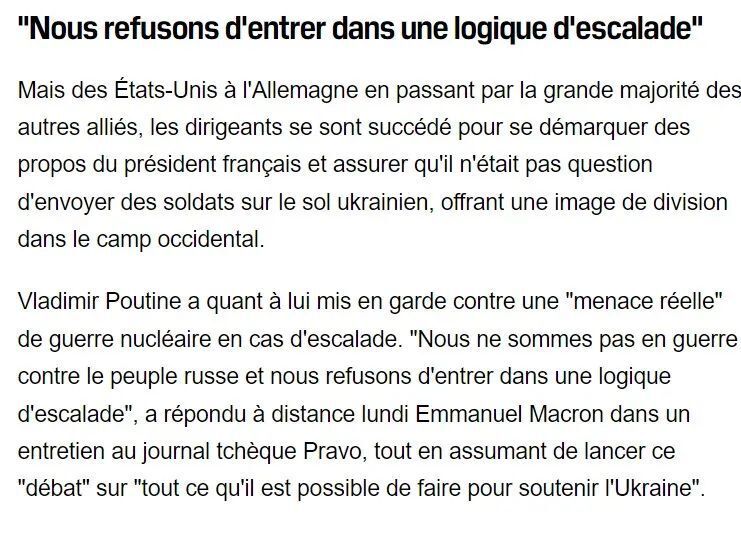 "Nous refusons d'entrer dans une logique d'escalade"
Mais des États-Unis à l'Allemagne en passant par la grande majorité des
autres alliés, les dirigeants se sont succédé pour se démarquer des
propos du président français et assurer qu'il n'était pas question
d'envoyer des soldats sur le sol ukrainien, offrant une image de division
dans le camp occidental.
Vladimir Poutine a quant à lui mis en garde contre une "menace réelle"
de guerre nucléaire en cas d'escalade. "Nous ne sommes pas en guerre
contre le peuple russe et nous refusons d'entrer dans une logique
d'escalade", a répondu à distance lundi Emmanuel Macron dans un
entretien au journal tchèque Pravo, tout en assumant de lancer ce
"débat" sur "tout ce qu'il est possible de faire pour soutenir l'Ukraine".